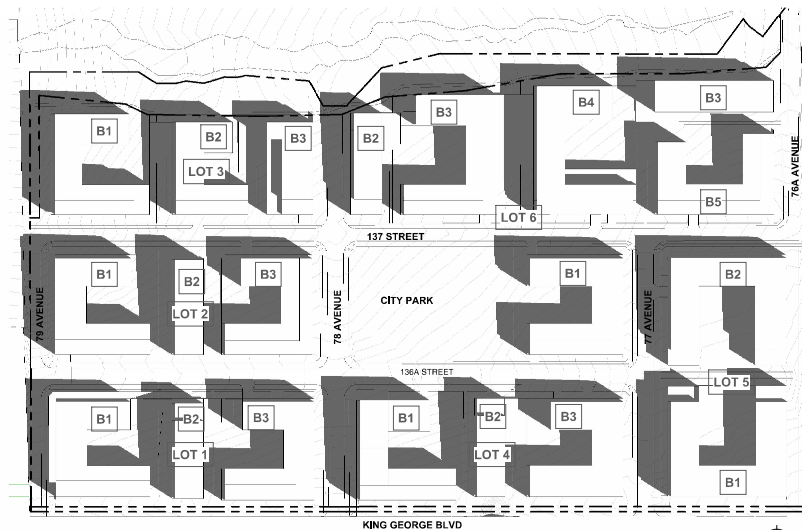 B3
B4
B3
B1
B2
B3
B2
LOT 3
76A AVENUE
B5
LOT 6
137 STREET
B1
B2
B3
B1
B2
CITY PARK
79 AVENUE
LOT 2
78 AVENUE
77 AVENUE
136A STREET
LOT 5
B1
B2
B3
B1
B2
B3
LOT 1
LOT 4
B1
KING GEORGE BLVD